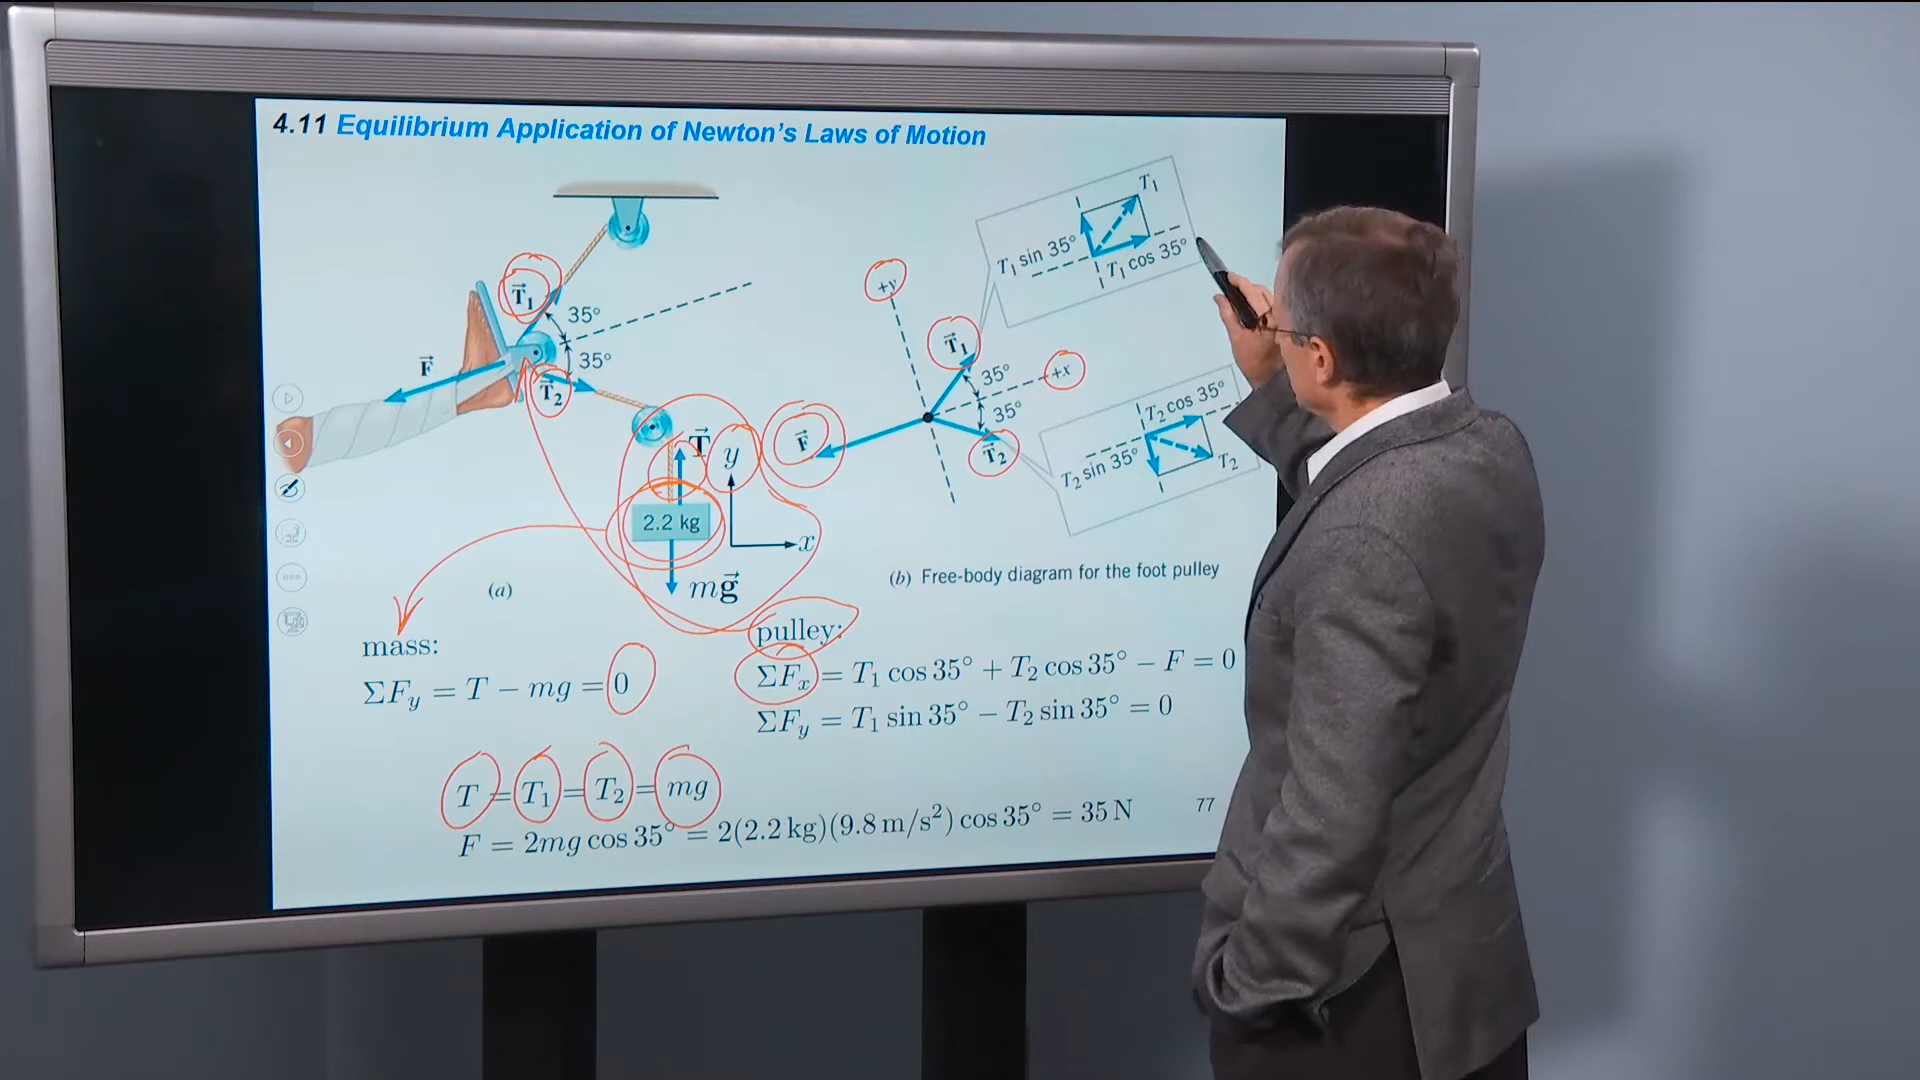 4.11 Equilibrium Application of Newton's Laws of Motion
T⃗₁
35°
35°
F⃗
T⃗₂
T⃗
y
2.2 kg
x
mg⃗
(a)
+y
T⃗₁
35°
+x
35°
F⃗
T⃗₂
T₁
T₁ sin 35°
T₁ cos 35°
T₂ cos 35°
T₂ sin 35°
T₂
(b) Free-body diagram for the foot pulley
mass:
ΣF_y = T − mg = 0
pulley:
ΣF_x = T₁ cos 35° + T₂ cos 35° − F = 0
ΣF_y = T₁ sin 35° − T₂ sin 35° = 0
T = T₁ = T₂ = mg
F = 2mg cos 35° = 2(2.2 kg)(9.8 m/s²) cos 35° = 35 N
77